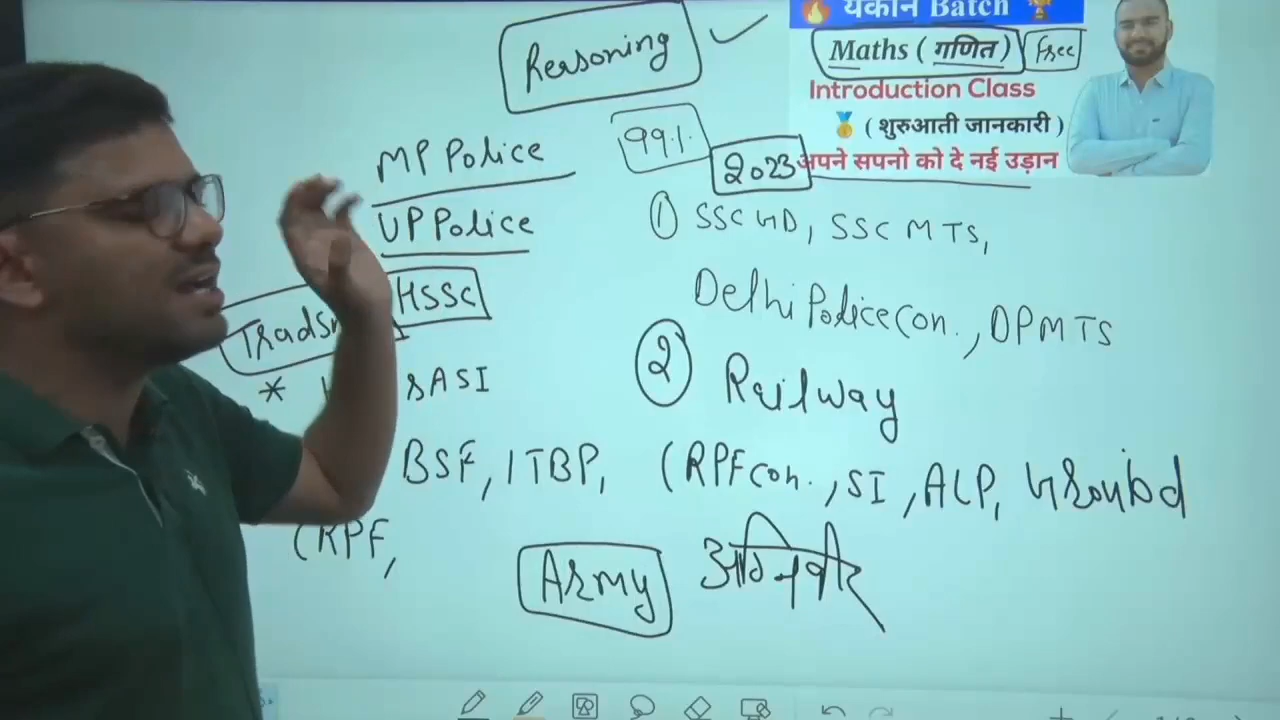 🔥 यकीन Batch 🏆
Reasoning ✓
Maths ( गणित ) Free
Introduction Class
🏅 ( शुरुआती जानकारी )
अपने सपनो को दे नई उड़ान
MP Police 99% 2023
UP Police ① SSC GD, SSC MTS,
HSSC
Delhi Police Con., DPMTS
② Railway
* SASI
BSF, ITBP, (RPF con., SI, ALP, Group d
CRPF,
Army अग्निवीर